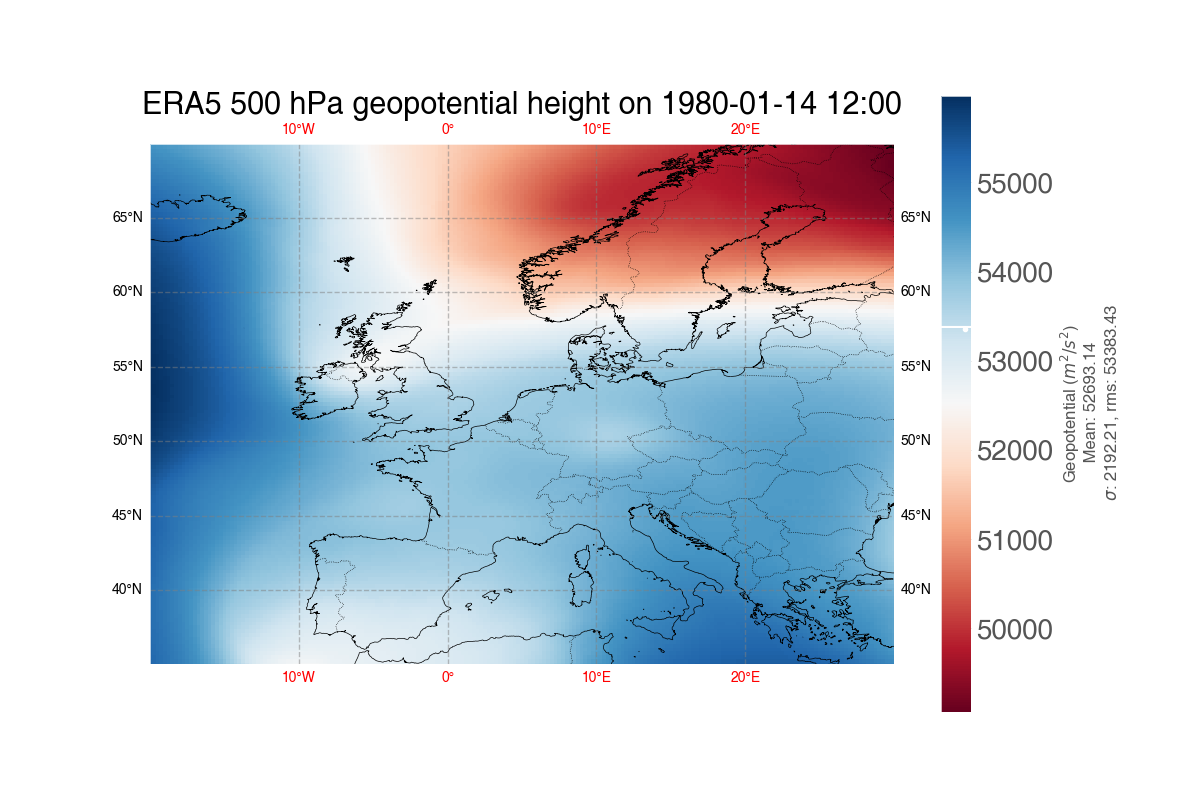 ERA5 500 hPa geopotential height on 1980-01-14 12:00
10°W 0° 10°E 20°E
65°N 65°N
60°N 60°N
55°N 55°N
50°N 50°N
45°N 45°N
40°N 40°N
10°W 0° 10°E 20°E
55000
54000
53000
52000
51000
50000
Geopotential (m²/s²)
Mean: 52693.14
σ: 2192.21, rms: 53383.43